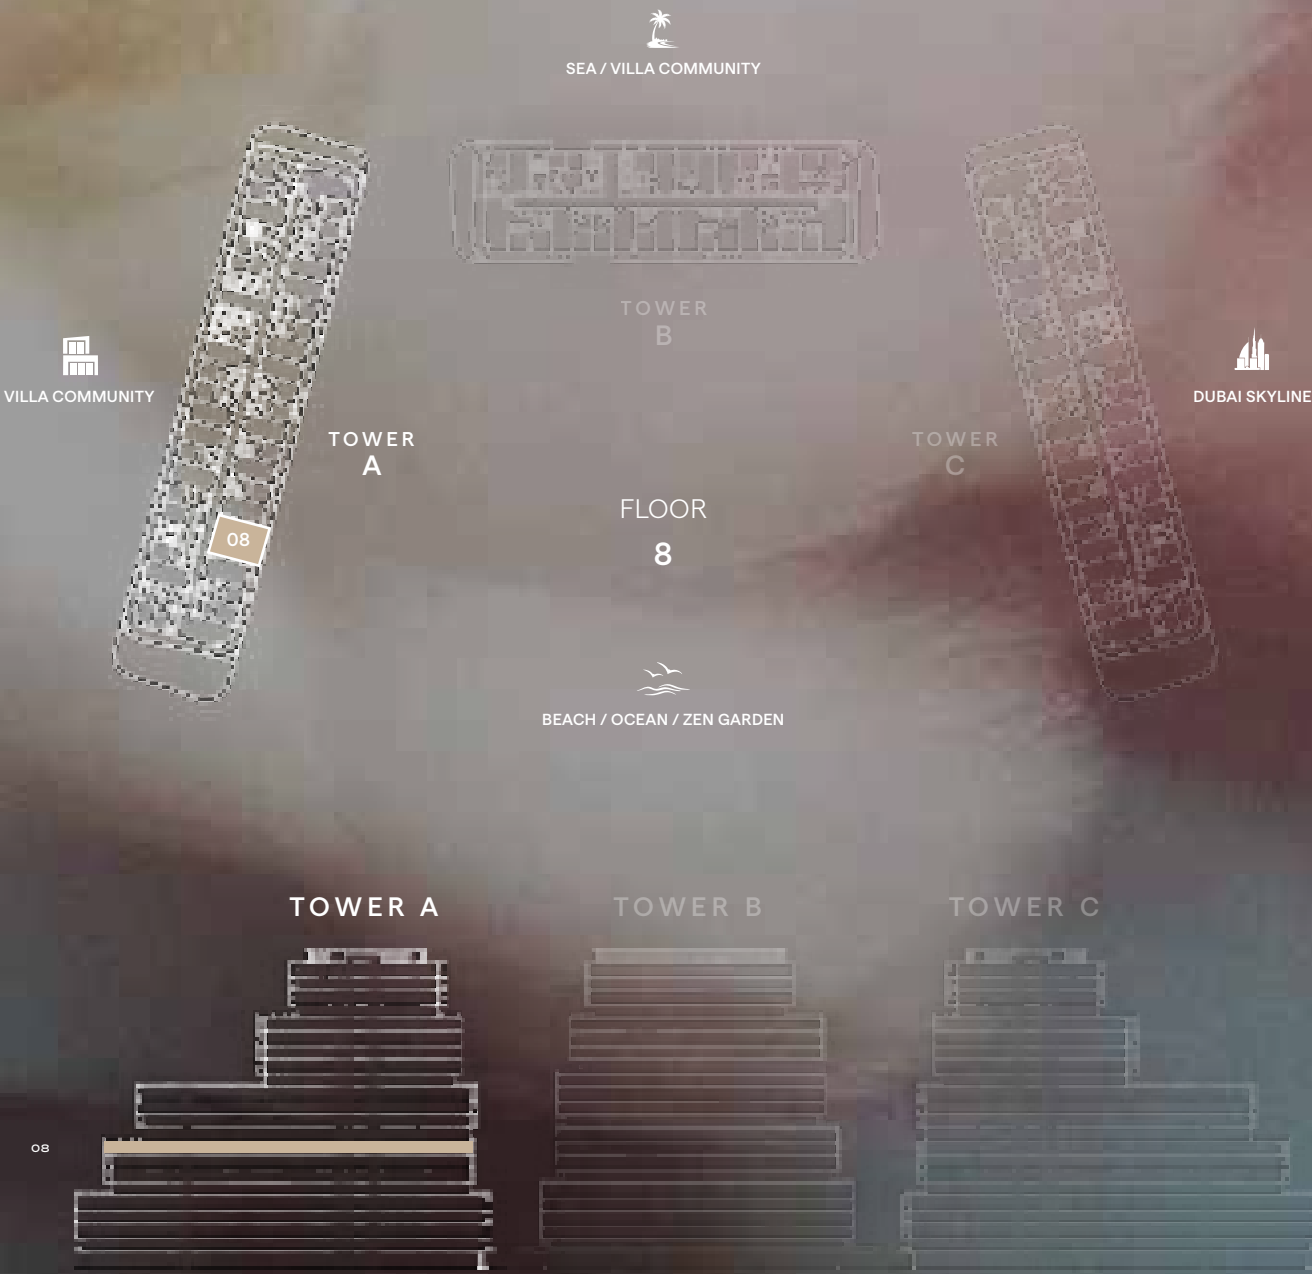 SEA / VILLA COMMUNITY
TOWER
B
VILLA COMMUNITY
DUBAI SKYLINE
TOWER
A
TOWER
C
FLOOR
8
08
BEACH / OCEAN / ZEN GARDEN
TOWER A
TOWER B
TOWER C
08